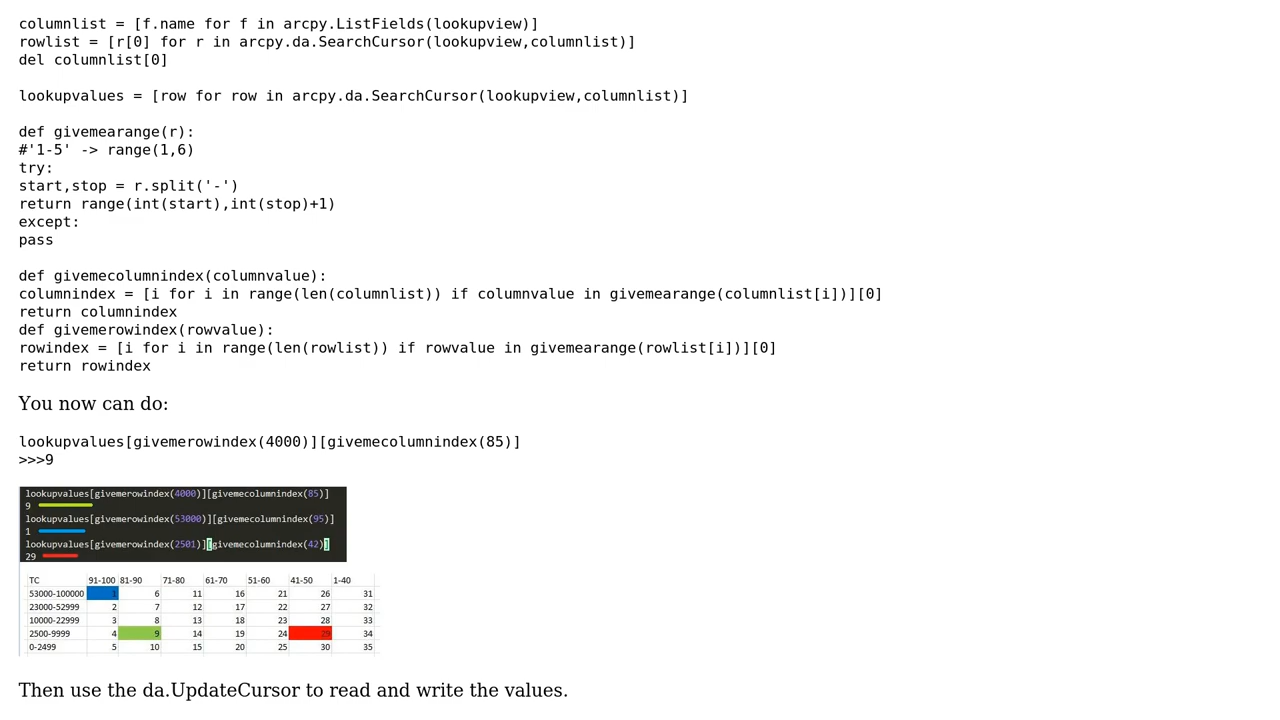 columnlist = [f.name for f in arcpy.ListFields(lookupview)]
rowlist = [r[0] for r in arcpy.da.SearchCursor(lookupview,columnlist)]
del columnlist[0]
lookupvalues = [row for row in arcpy.da.SearchCursor(lookupview,columnlist)]
def givemearange(r):
#'1-5' -> range(1,6)
try:
start,stop = r.split('-')
return range(int(start),int(stop)+1)
except:
pass
def givemecolumnindex(columnvalue):
columnindex = [i for i in range(len(columnlist)) if columnvalue in givemearange(columnlist[i])][0]
return columnindex
def givemerowindex(rowvalue):
rowindex = [i for i in range(len(rowlist)) if rowvalue in givemearange(rowlist[i])][0]
return rowindex
You now can do:
lookupvalues[givemerowindex(4000)][givemecolumnindex(85)]
>>>9
lookupvalues[givemerowindex(4000)][givemecolumnindex(85)]
9
lookupvalues[givemerowindex(53000)][givemecolumnindex(95)]
1
lookupvalues[givemerowindex(2501)][givemecolumnindex(42)]
29
TC 91-100 81-90 71-80 61-70 51-60 41-50 1-40
53000-100000 1 6 11 16 21 26 31
23000-52999 2 7 12 17 22 27 32
10000-22999 3 8 13 18 23 28 33
2500-9999 4 9 14 19 24 29 34
0-2499 5 10 15 20 25 30 35
Then use the da.UpdateCursor to read and write the values.